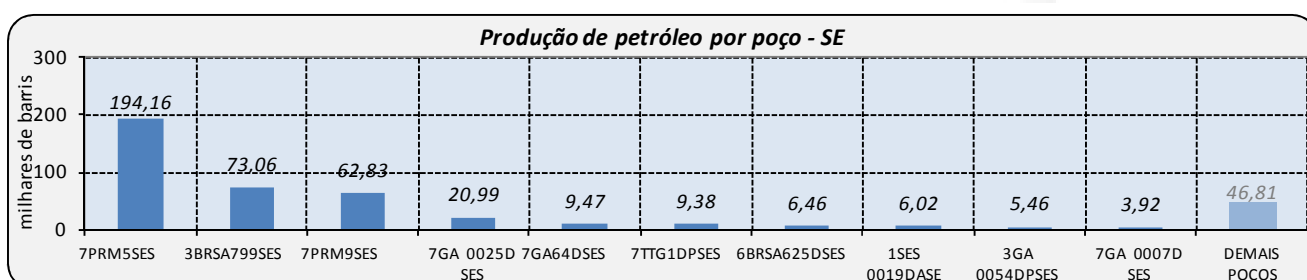 Produção de petróleo por poço - SE
milhares de barris
300
200
100
0
194,16
73,06
62,83
20,99
9,47
9,38
6,46
6,02
5,46
3,92
46,81
7PRM5SES
3BRSA799SES
7PRM9SES
7GA 0025D
SES
7GA64DSES
7TTG1DPSES
6BRSA625DSES
1SES
0019DASE
3GA
0054DPSES
7GA 0007D
SES
DEMAIS
POÇOS